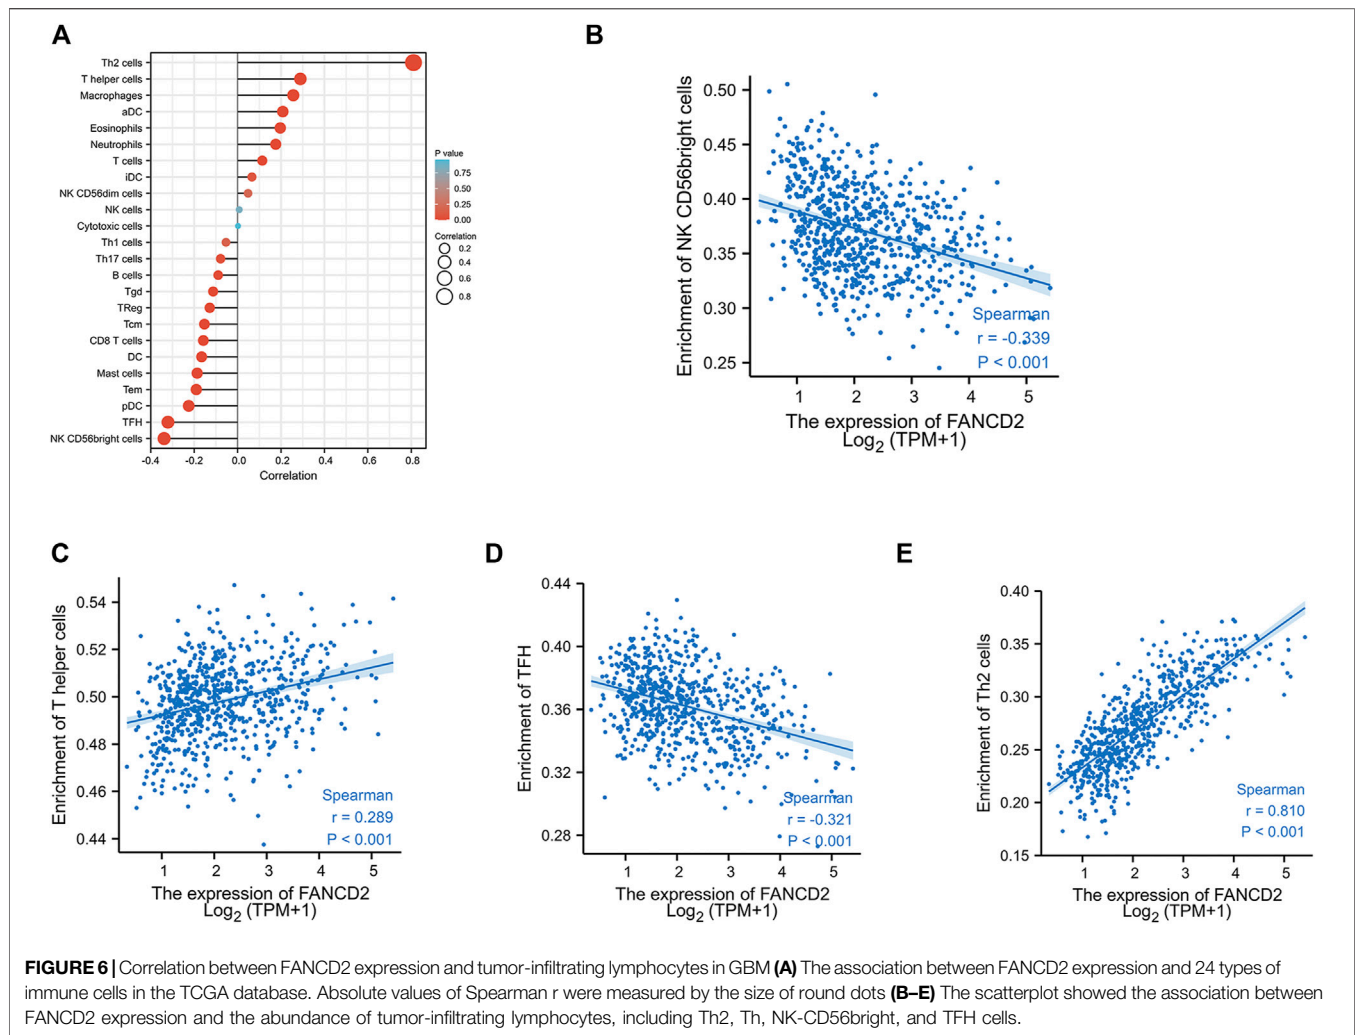 A
Th2 cells
T helper cells
Macrophages
aDC
Eosinophils
Neutrophils
T cells
iDC
NK CD56dim cells
NK cells
Cytotoxic cells
Th1 cells
Th17 cells
B cells
Tgd
TReg
Tcm
CD8 T cells
DC
Mast cells
Tem
pDC
TFH
NK CD56bright cells
-0.4 -0.2 0.0 0.2 0.4 0.6 0.8
Correlation
P value
0.75
0.50
0.25
0.00
Correlation
0.2
0.4
0.6
0.8
B
Enrichment of NK CD56bright cells
0.50
0.45
0.40
0.35
0.30
0.25
Spearman
r = -0.339
P < 0.001
1 2 3 4 5
The expression of FANCD2
Log2 (TPM+1)
C
Enrichment of T helper cells
0.54
0.52
0.50
0.48
0.46
0.44
Spearman
r = 0.289
P < 0.001
1 2 3 4 5
The expression of FANCD2
Log2 (TPM+1)
D
Enrichment of TFH
0.44
0.40
0.36
0.32
0.28
Spearman
r = -0.321
P < 0.001
1 2 3 4 5
The expression of FANCD2
Log2 (TPM+1)
E
Enrichment of Th2 cells
0.40
0.35
0.30
0.25
0.20
0.15
Spearman
r = 0.810
P < 0.001
1 2 3 4 5
The expression of FANCD2
Log2 (TPM+1)
FIGURE 6 | Correlation between FANCD2 expression and tumor-infiltrating lymphocytes in GBM (A) The association between FANCD2 expression and 24 types of
immune cells in the TCGA database. Absolute values of Spearman r were measured by the size of round dots (B–E) The scatterplot showed the association between
FANCD2 expression and the abundance of tumor-infiltrating lymphocytes, including Th2, Th, NK-CD56bright, and TFH cells.